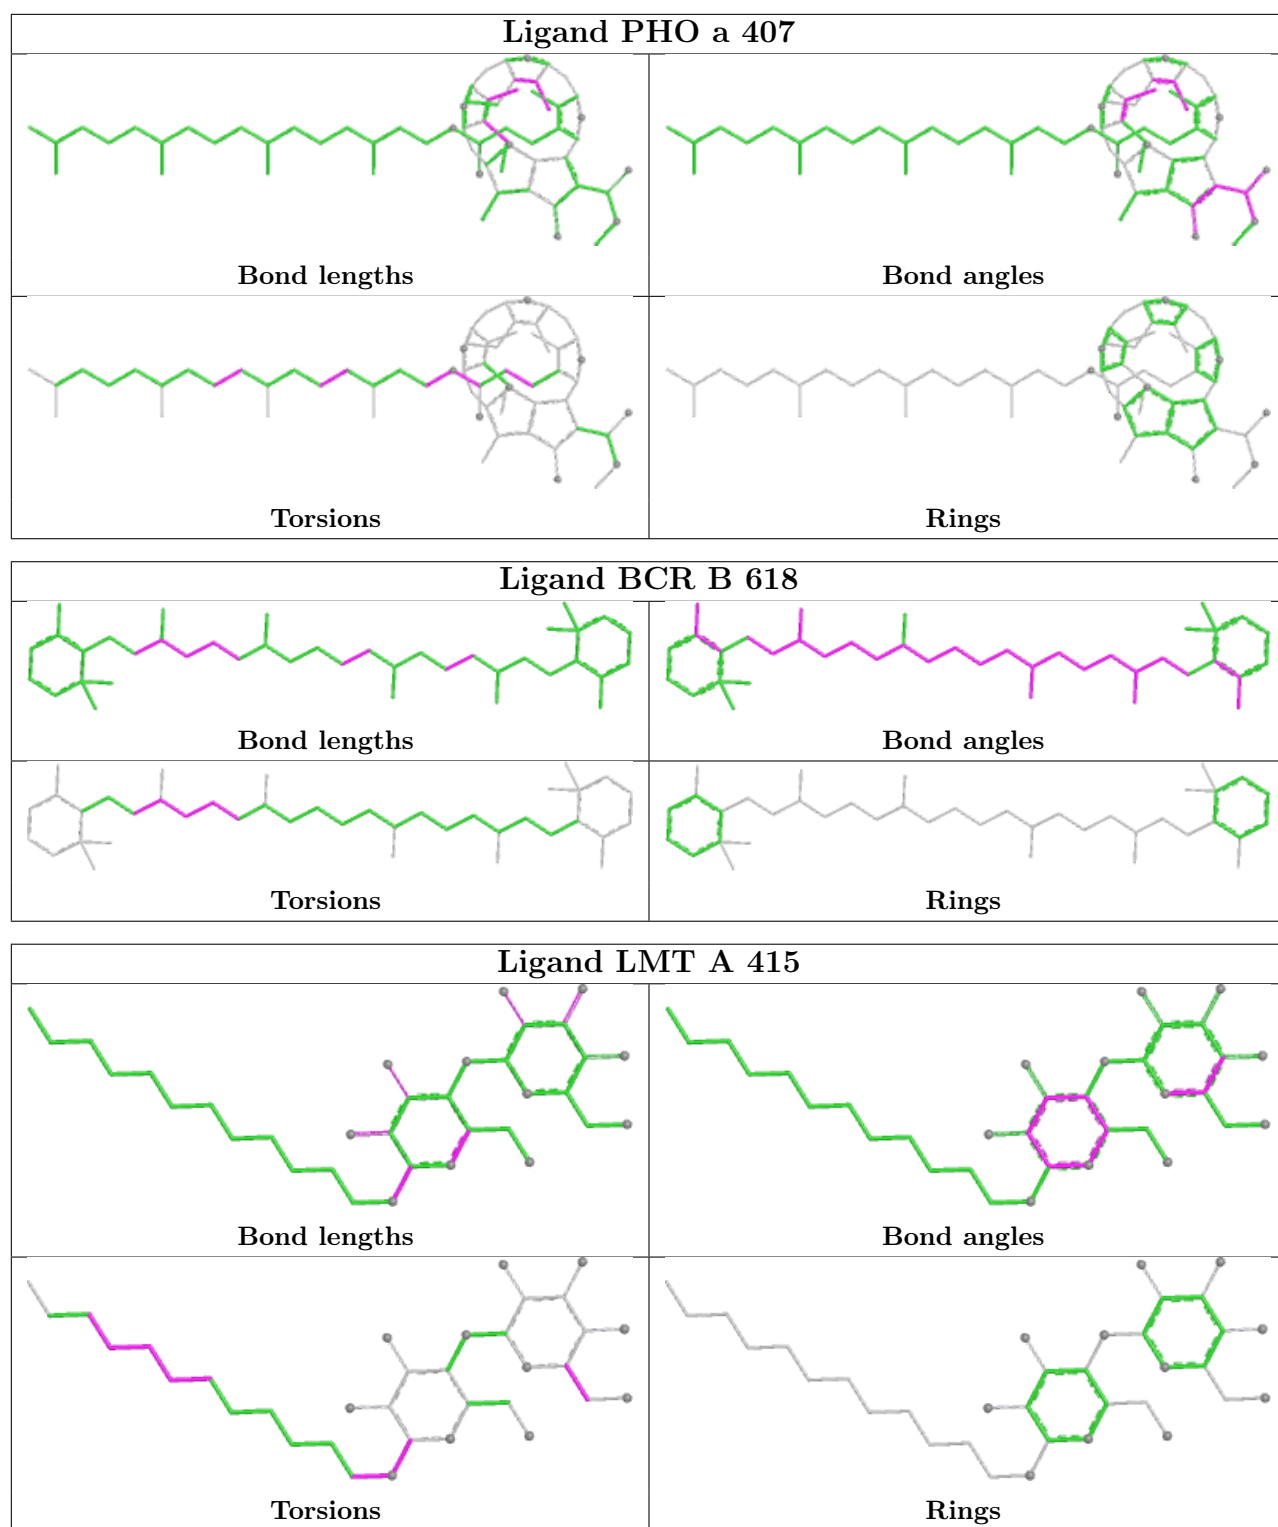 Ligand PHO a 407
Bond lengths
Bond angles
Torsions
Rings
Ligand BCR B 618
Bond lengths
Bond angles
Torsions
Rings
Ligand LMT A 415
Bond lengths
Bond angles
Torsions
Rings